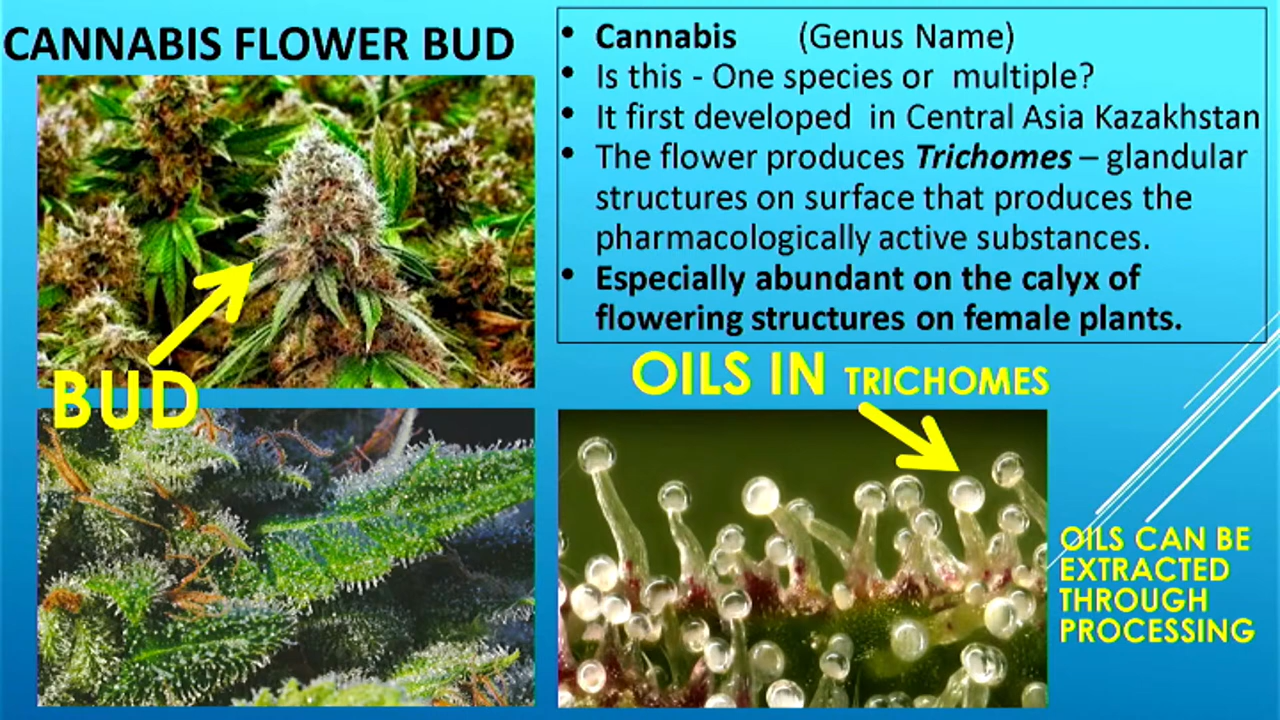 CANNABIS FLOWER BUD
• Cannabis (Genus Name)
• Is this - One species or multiple?
• It first developed in Central Asia Kazakhstan
• The flower produces Trichomes – glandular
structures on surface that produces the
pharmacologically active substances.
• Especially abundant on the calyx of
flowering structures on female plants.
BUD
OILS IN TRICHOMES
OILS CAN BE
EXTRACTED
THROUGH
PROCESSING